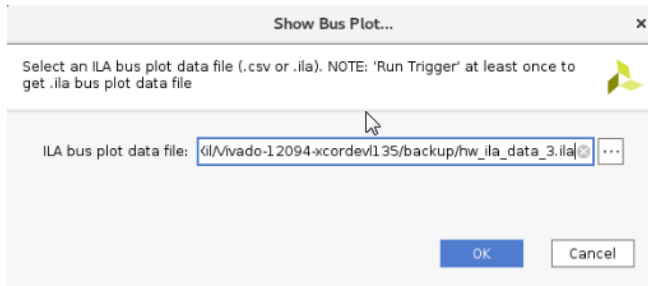 Show Bus Plot...
×
Select an ILA bus plot data file (.csv or .ila). NOTE: 'Run Trigger' at least once to
get .ila bus plot data file
ILA bus plot data file: Kil/Vivado-12094-xcordevl135/backup/hw_ila_data_3.ila ...
OK Cancel